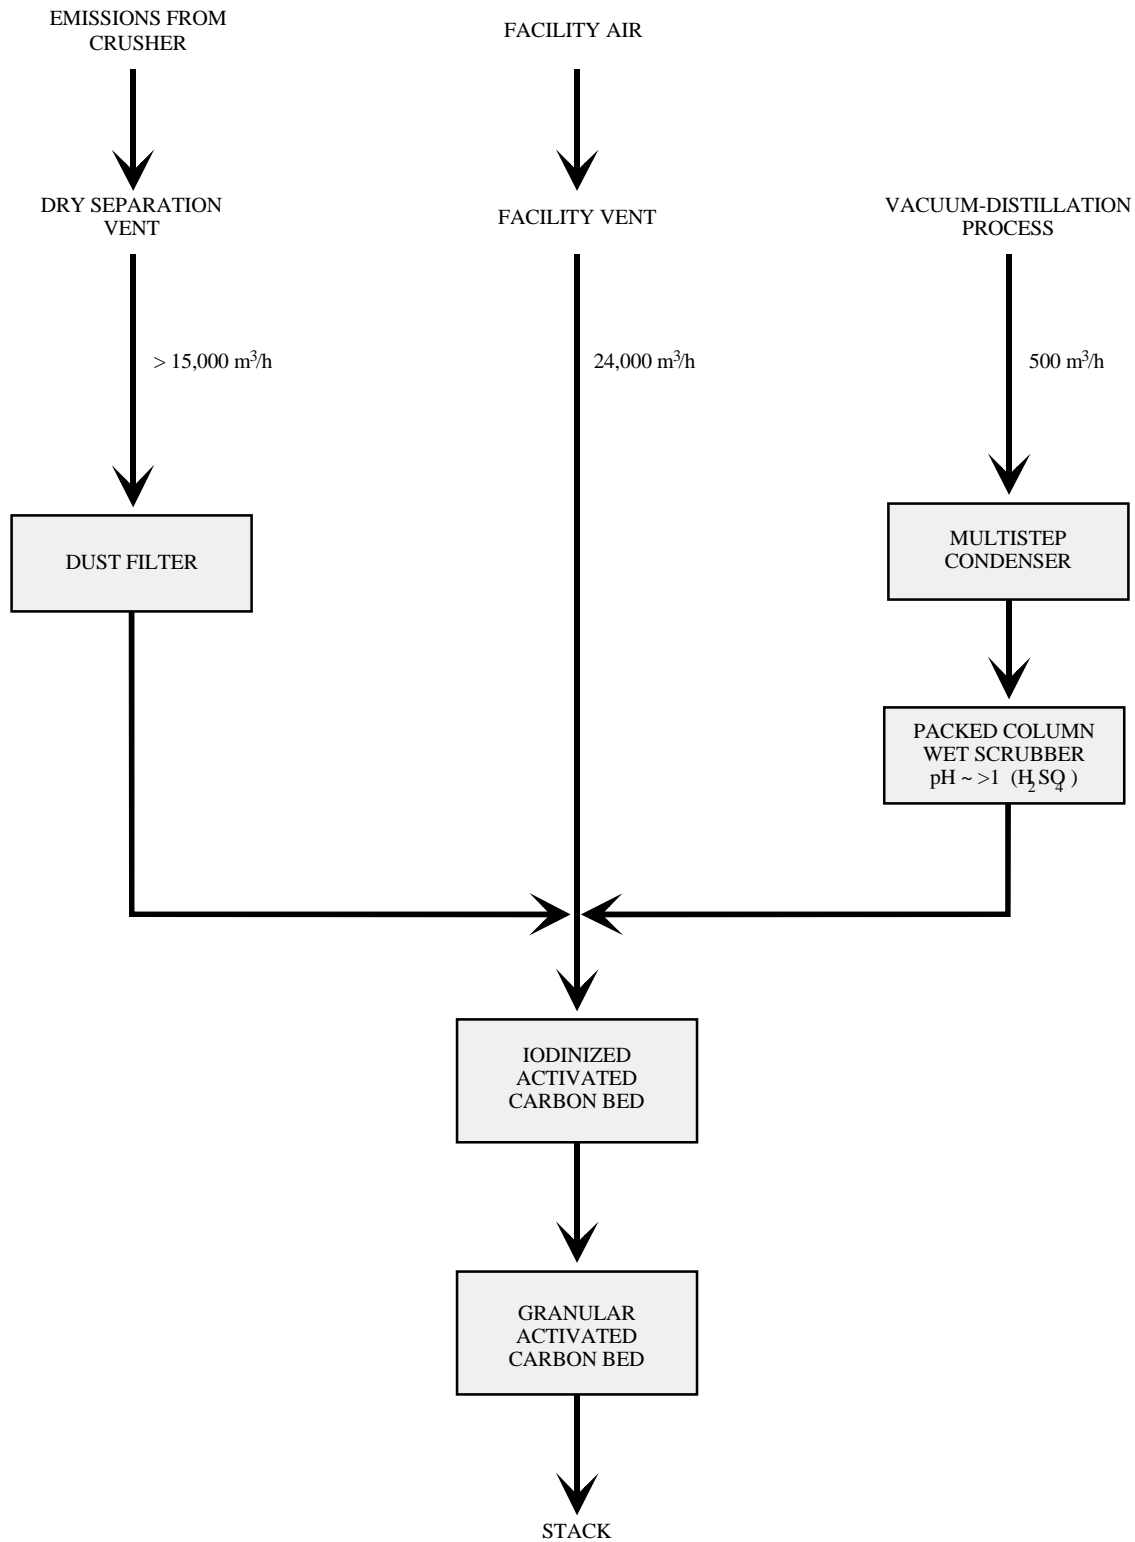 EMISSIONS FROM
CRUSHER
FACILITY AIR
DRY SEPARATION
VENT
FACILITY VENT
VACUUM-DISTILLATION
PROCESS
> 15,000 m³/h
24,000 m³/h
500 m³/h
DUST FILTER
MULTISTEP
CONDENSER
PACKED COLUMN
WET SCRUBBER
pH ~ >1 (H₂SO₄)
IODINIZED
ACTIVATED
CARBON BED
GRANULAR
ACTIVATED
CARBON BED
STACK